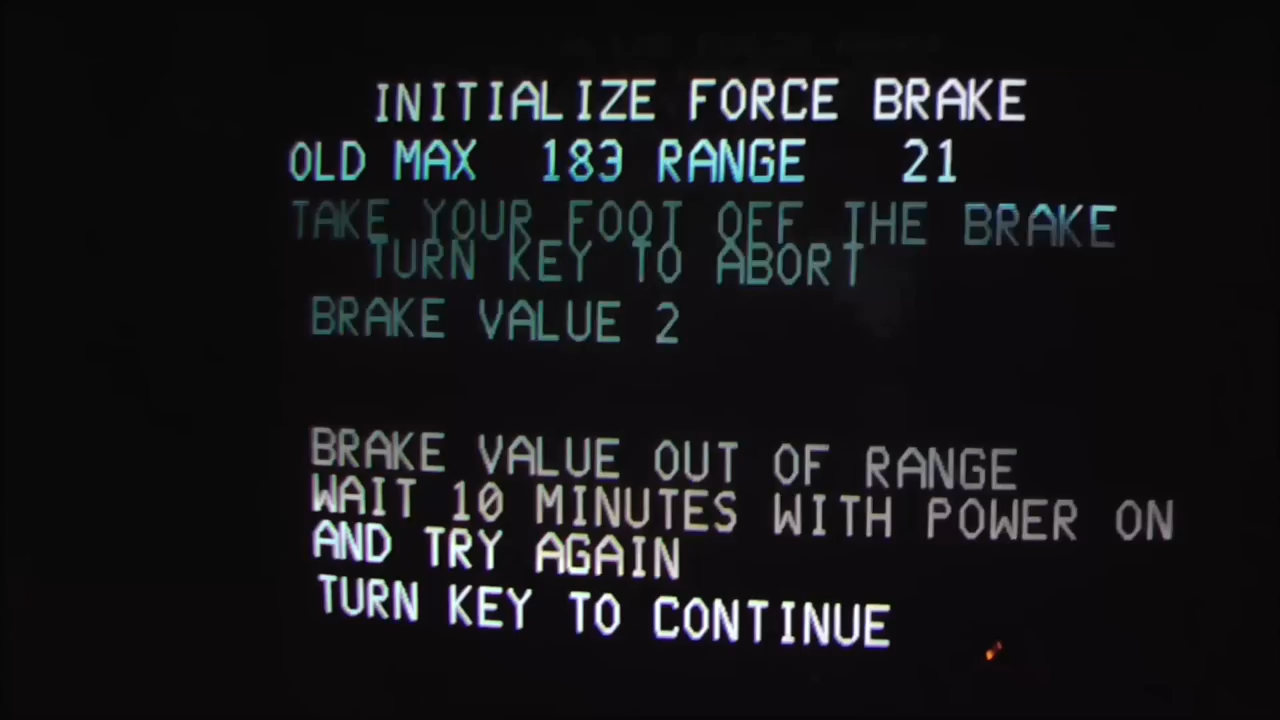 INITIALIZE FORCE BRAKE
OLD MAX 183 RANGE 21
TAKE YOUR FOOT OFF THE BRAKE
TURN KEY TO ABORT
BRAKE VALUE 2
BRAKE VALUE OUT OF RANGE
WAIT 10 MINUTES WITH POWER ON
AND TRY AGAIN
TURN KEY TO CONTINUE